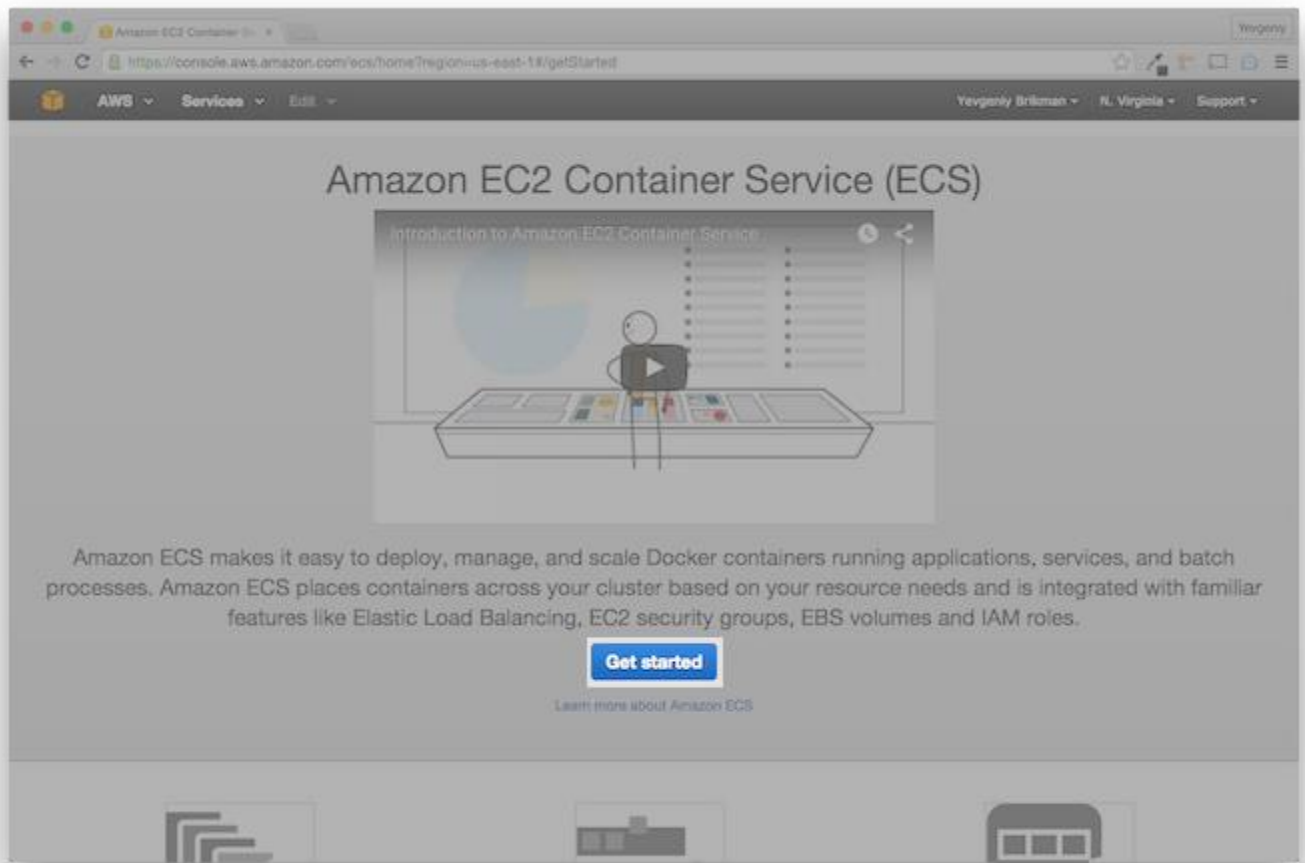 Amazon EC2 Container Se
Yevgeniy
https://console.aws.amazon.com/ecs/home?region=us-east-1#/getStarted
AWS Services Edit Yevgeniy Brikman N. Virginia Support
Amazon EC2 Container Service (ECS)
Introduction to Amazon EC2 Container Service
Amazon ECS makes it easy to deploy, manage, and scale Docker containers running applications, services, and batch
processes. Amazon ECS places containers across your cluster based on your resource needs and is integrated with familiar
features like Elastic Load Balancing, EC2 security groups, EBS volumes and IAM roles.
Get started
Learn more about Amazon ECS